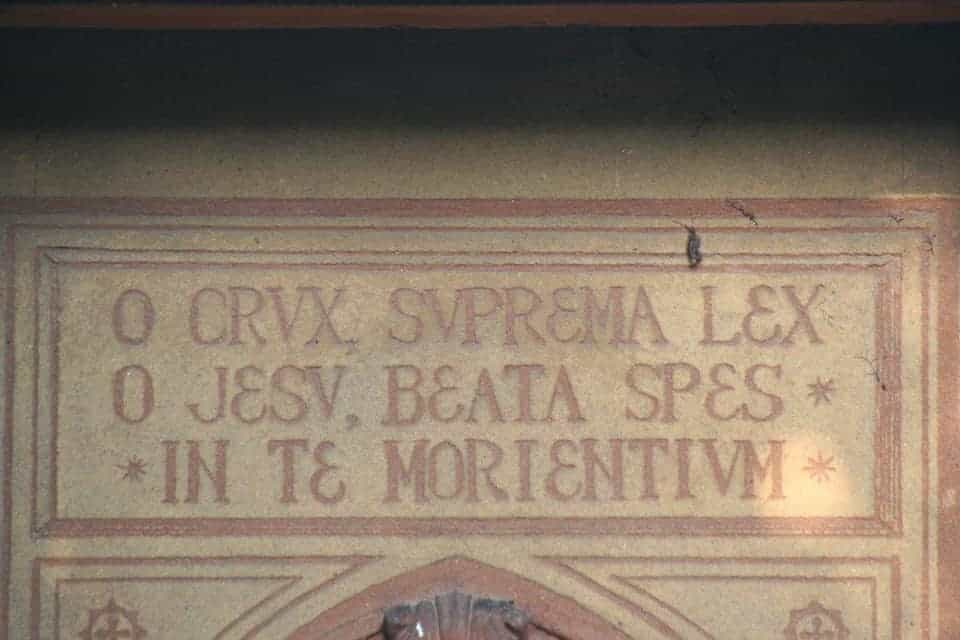 O CRVX, SVPREMA LEX
O JESV, BEATA SPES *
* IN TE MORIENTIVM *